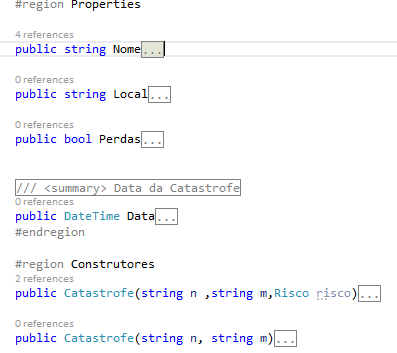 #region Properties
4 references
public string Nome...
0 references
public string Local...
0 references
public bool Perdas...
/// <summary> Data da Catastrofe
0 references
public DateTime Data...
#endregion
#region Construtores
2 references
public Catastrofe(string n ,string m,Risco risco)...
0 references
public Catastrofe(string n, string m)...